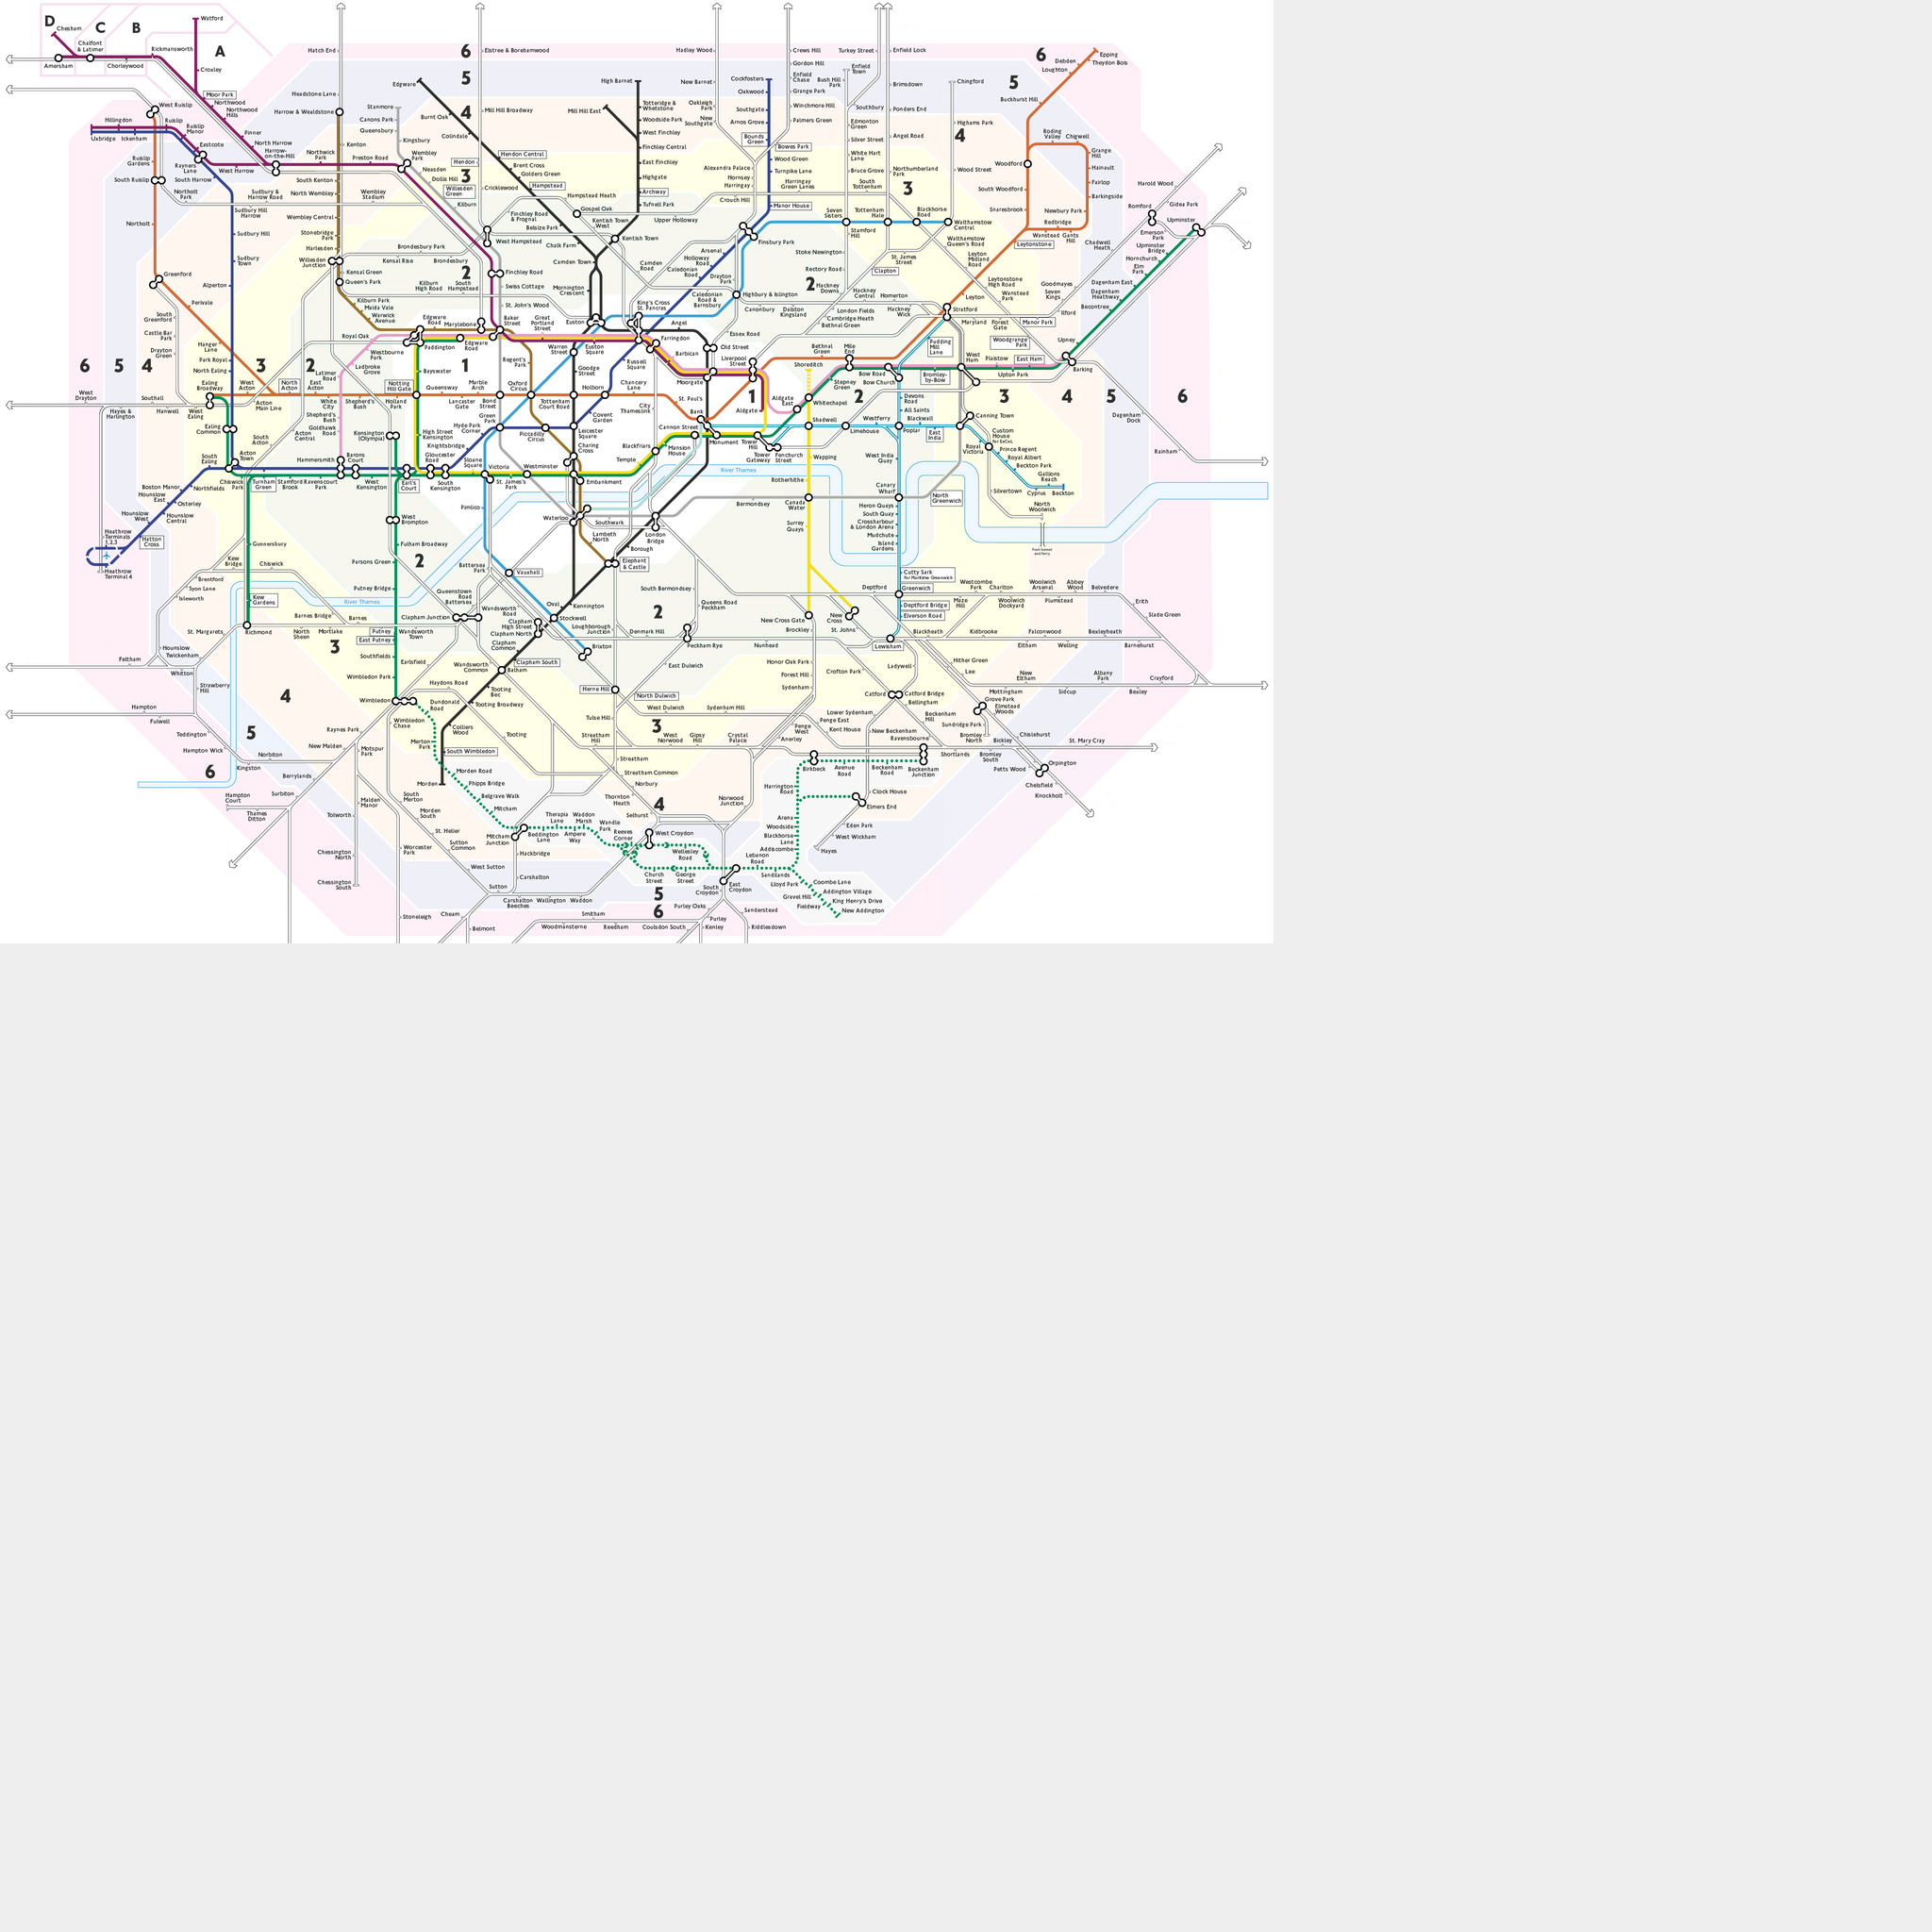 D
C
B
A
Chesham
Chalfont
& Latimer
Amersham
Chorleywood
Rickmansworth
Watford
Croxley
Moor Park
Northwood
Northwood
Hills
Pinner
North Harrow
Harrow-
on-the-Hill
Northwick
Park
Preston Road
Wembley
Park
West Ruislip
Hillingdon
Uxbridge
Ickenham
Ruislip
Ruislip
Manor
Eastcote
Rayners
Lane
West Harrow
Ruislip
Gardens
South Ruislip
South Harrow
Northolt
Park
Sudbury &
Harrow Road
Wembley
Stadium
Sudbury Hill
Harrow
Sudbury Hill
Northolt
Sudbury
Town
Greenford
Alperton
Perivale
South
Greenford
Castle Bar
Park
Drayton
Green
Hanger
Lane
Park Royal
North Ealing
Ealing
Broadway
West
Acton
North
Acton
East
Acton
Acton
Main Line
West
Ealing
Hanwell
Southall
Hayes &
Harlington
West
Drayton
Ealing
Common
South
Acton
Acton
Central
Acton
Town
South
Ealing
Northfields
Boston Manor
Osterley
Hounslow
East
Hounslow
Central
Hounslow
West
Hatton
Cross
Heathrow
Terminals
1,2,3
Heathrow
Terminal 4
Hatch End
Headstone Lane
Harrow & Wealdstone
Kenton
South Kenton
North Wembley
Wembley Central
Stonebridge
Park
Harlesden
Willesden
Junction
Kensal Green
Queen's Park
Kilburn Park
Maida Vale
Warwick
Avenue
Stanmore
Canons Park
Queensbury
Kingsbury
Neasden
Dollis Hill
Willesden
Green
Kilburn
West Hampstead
Finchley Road
Swiss Cottage
St. John's Wood
Baker
Street
Edgware
Burnt Oak
Colindale
Hendon Central
Brent Cross
Golders Green
Hampstead
Belsize Park
Chalk Farm
Camden Town
Mornington
Crescent
Euston
Elstree & Borehamwood
Mill Hill Broadway
Hendon
Cricklewood
Finchley Road
& Frognal
Hampstead Heath
Gospel Oak
Kentish Town
West
Kentish Town
Upper Holloway
Crouch Hill
High Barnet
Totteridge &
Whetstone
Woodside Park
Mill Hill East
West Finchley
Finchley Central
East Finchley
Highgate
Archway
Tufnell Park
Brondesbury Park
Kensal Rise
Brondesbury
Kilburn
High Road
South
Hampstead
Camden
Road
Caledonian
Road &
Barnsbury
Highbury & Islington
Canonbury
Dalston
Kingsland
Hackney
Central
Homerton
Hackney
Wick
Hadley Wood
New Barnet
Oakleigh
Park
New
Southgate
Alexandra Palace
Hornsey
Harringay
Cockfosters
Oakwood
Southgate
Arnos Grove
Bounds
Green
Wood Green
Turnpike Lane
Manor House
Finsbury
Park
Arsenal
Holloway
Road
Caledonian
Road
Drayton
Park
King's Cross
St. Pancras
Essex Road
Crews Hill
Gordon Hill
Enfield
Chase
Grange Park
Winchmore Hill
Palmers Green
Bowes Park
Harringay
Green Lanes
Turkey Street
Enfield
Town
Bush Hill
Park
Southbury
Edmonton
Green
Silver Street
White Hart
Lane
Bruce Grove
South
Tottenham
Seven
Sisters
Stamford
Hill
Stoke Newington
Rectory Road
Hackney
Downs
London Fields
Cambridge Heath
Bethnal Green
Enfield Lock
Brimsdown
Ponders End
Angel Road
Northumberland
Park
Tottenham
Hale
Blackhorse
Road
Walthamstow
Central
Walthamstow
Queen's Road
St. James
Street
Clapton
Chingford
Highams Park
Wood Street
Leyton
Midland
Road
Leytonstone
High Road
Wanstead
Park
Woodgrange
Park
Epping
Theydon Bois
Debden
Loughton
Buckhurst Hill
Roding
Valley
Chigwell
Grange
Hill
Hainault
Fairlop
Barkingside
Newbury Park
Gants
Hill
Wanstead
Redbridge
Woodford
South Woodford
Snaresbrook
Leytonstone
Leyton
Stratford
Maryland
Forest
Gate
Manor Park
Ilford
Seven
Kings
Goodmayes
Chadwell
Heath
Romford
Gidea Park
Harold Wood
Emerson
Park
Upminster
Upminster
Bridge
Hornchurch
Elm
Park
Dagenham East
Dagenham
Heathway
Becontree
Upney
Barking
East Ham
Upton Park
Plaistow
West
Ham
Dagenham
Dock
Rainham
Royal Oak
Westbourne
Park
Ladbroke
Grove
Latimer
Road
White
City
Shepherd's
Bush
Goldhawk
Road
Hammersmith
Shepherd's
Bush
Holland
Park
Notting
Hill Gate
Queensway
Lancaster
Gate
Marble
Arch
Bond
Street
Oxford
Circus
Tottenham
Court Road
Holborn
Chancery
Lane
St. Paul's
Bank
Edgware
Road
Marylebone
Paddington
Edgware
Road
Great
Portland
Street
Regent's
Park
Bayswater
Warren
Street
Euston
Square
Goodge
Street
Russell
Square
Angel
Farringdon
Barbican
Moorgate
Old Street
Liverpool
Street
Bethnal
Green
Mile
End
Shoreditch
Aldgate
Aldgate
East
Whitechapel
Stepney
Green
Bow Road
Bow Church
Bromley-
by-Bow
Pudding
Mill
Lane
Devons
Road
All Saints
Blackwall
Poplar
East
India
Westferry
Limehouse
Shadwell
Wapping
Rotherhithe
Canada
Water
Surrey
Quays
New Cross Gate
New
Cross
Canning Town
Custom
House
for ExCeL
Royal
Victoria
Prince Regent
Royal Albert
Beckton Park
Gallions
Reach
Cyprus
Beckton
Silvertown
North
Woolwich
Foot tunnel
and ferry
Kensington
(Olympia)
High Street
Kensington
Hyde Park
Corner
Knightsbridge
Green
Park
Piccadilly
Circus
Leicester
Square
Covent
Garden
Charing
Cross
City
Thameslink
Cannon Street
Blackfriars
Mansion
House
Temple
Monument
Tower
Hill
Tower
Gateway
Fenchurch
Street
Embankment
Westminster
St. James's
Park
Victoria
Sloane
Square
South
Kensington
Gloucester
Road
Earl's
Court
Barons
Court
West
Kensington
Ravenscourt
Park
Stamford
Brook
Turnham
Green
Chiswick
Park
Gunnersbury
Kew
Gardens
Richmond
West
Brompton
Fulham Broadway
Parsons Green
Putney Bridge
East Putney
Southfields
Wimbledon Park
Wimbledon
Pimlico
Vauxhall
Stockwell
Brixton
Waterloo
Southwark
Lambeth
North
Elephant
& Castle
London
Bridge
Borough
Bermondsey
Canary
Wharf
North
Greenwich
West India
Quay
Heron Quays
South Quay
Crossharbour
& London Arena
Mudchute
Island
Gardens
Cutty Sark
for Maritime Greenwich
Greenwich
Deptford Bridge
Elverson Road
Lewisham
Deptford
River Thames
River Thames
Maze
Hill
Westcombe
Park
Charlton
Woolwich
Dockyard
Woolwich
Arsenal
Plumstead
Abbey
Wood
Belvedere
Erith
Slade Green
Blackheath
Kidbrooke
Eltham
Falconwood
Welling
Bexleyheath
Barnehurst
Hither Green
Lee
Mottingham
New
Eltham
Sidcup
Albany
Park
Bexley
Crayford
Kew
Bridge
Chiswick
Brentford
Syon Lane
Isleworth
Hounslow
Barnes Bridge
Barnes
North
Sheen
Mortlake
Putney
Wandsworth
Town
St. Margarets
Twickenham
Feltham
Whitton
Strawberry
Hill
Hampton
Fulwell
Teddington
Hampton Wick
Kingston
Norbiton
New Malden
Raynes Park
Berrylands
Surbiton
Hampton
Court
Thames
Ditton
Motspur
Park
Malden
Manor
Tolworth
Chessington
North
Chessington
South
Worcester
Park
Stoneleigh
Clapham Junction
Queenstown
Road
Battersea
Battersea
Park
Wandsworth
Road
Clapham
High Street
Clapham North
Clapham
Common
Clapham South
Balham
Tooting
Bec
Tooting Broadway
Colliers
Wood
South Wimbledon
Morden
Oval
Kennington
Loughborough
Junction
Denmark Hill
South Bermondsey
Queens Road
Peckham
Peckham Rye
Nunhead
East Dulwich
North Dulwich
Herne Hill
Tulse Hill
West Dulwich
Sydenham Hill
Earlsfield
Wandsworth
Common
Haydons Road
Tooting
Streatham
Hill
Streatham
Streatham Common
Norbury
West
Norwood
Gipsy
Hill
Crystal
Palace
Thornton
Heath
Selhurst
Norwood
Junction
Brockley
Honor Oak Park
Forest Hill
Sydenham
Penge
West
Anerley
St. Johns
Crofton Park
Ladywell
Catford
Catford Bridge
Bellingham
Lower Sydenham
Penge East
Kent House
New Beckenham
Beckenham
Hill
Ravensbourne
Grove Park
Elmstead
Woods
Sundridge Park
Bromley
North
Chislehurst
Bickley
Bromley
South
Shortlands
St. Mary Cray
Petts Wood
Orpington
Chelsfield
Knockholt
Dundonald
Road
Wimbledon
Chase
Merton
Park
Morden Road
Phipps Bridge
Belgrave Walk
Mitcham
Mitcham
Junction
Beddington
Lane
Therapia
Lane
Ampere
Way
Waddon
Marsh
Wandle
Park
Reeves
Corner
West Croydon
Wellesley
Road
Church
Street
George
Street
East
Croydon
South
Croydon
Lebanon
Road
Sandilands
Lloyd Park
Coombe Lane
Gravel Hill
Addington Village
Fieldway
King Henry's Drive
New Addington
Addiscombe
Blackhorse
Lane
Woodside
Arena
Harrington
Road
Birkbeck
Avenue
Road
Beckenham
Road
Beckenham
Junction
Clock House
Elmers End
Eden Park
West Wickham
Hayes
South
Merton
Morden
South
St. Helier
Sutton
Common
West Sutton
Sutton
Cheam
Belmont
Hackbridge
Carshalton
Carshalton
Beeches
Wallington
Waddon
Smitham
Woodmansterne
Reedham
Coulsdon South
Purley Oaks
Purley
Kenley
Sanderstead
Riddlesdown
6
5
4
3
2
1
6
5
4
3
2
1
2
3
4
5
6
6
5
4
3
2
2
3
4
5
6
2
3
4
5
6